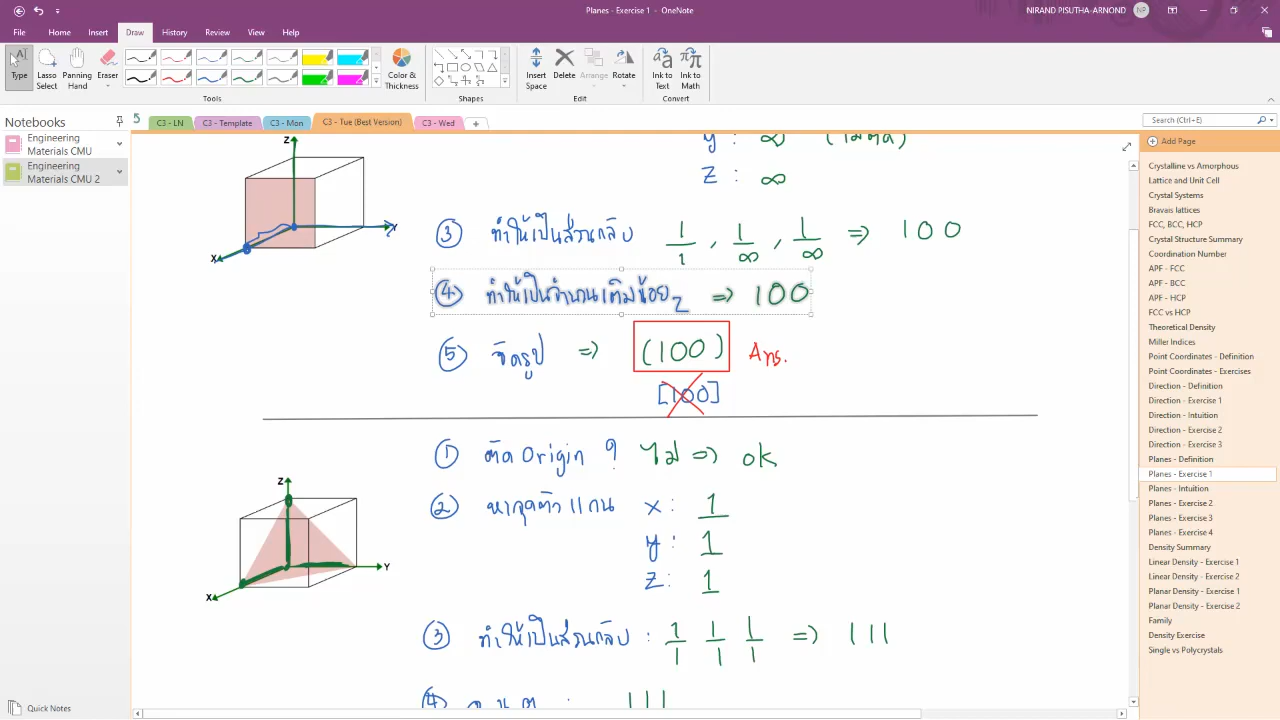 Planes - Exercise 1 - OneNote
NIRAND PISUTHA-ARNOND NP
File Home Insert Draw History Review View Help
Type
Lasso Select
Panning Hand
Eraser
Color & Thickness
Insert Space
Delete
Arrange
Rotate
Ink to Text
Ink to Math
Tools
Shapes
Edit
Convert
Notebooks
Engineering Materials CMU
Engineering Materials CMU 2
Quick Notes
C3 - LN
C3 - Template
C3 - Mon
C3 - Tue (Best Version)
C3 - Wed
Search (Ctrl+E)
y : ∞ (ไม่ตัด)
Z : ∞
Z
Y
X
③ ทำให้เป็นส่วนกลับ 1/1 , 1/∞ , 1/∞ ⇒ 100
④ ทำให้เป็นจำนวนเต็มน้อยๆ ⇒ 100
⑤ จัดรูป ⇒ (100) Ans.
[100]
① ตัด Origin ? ไม่ ⇒ ok
② หาจุดตัดแกน x : 1
y : 1
Z : 1
Z
Y
X
③ ทำให้เป็นส่วนกลับ : 1/1 1/1 1/1 ⇒ 111
④ : 111
Add Page
Crystalline vs Amorphous
Lattice and Unit Cell
Crystal Systems
Bravais lattices
FCC, BCC, HCP
Crystal Structure Summary
Coordination Number
APF - FCC
APF - BCC
APF - HCP
FCC vs HCP
Theoretical Density
Miller Indices
Point Coordinates - Definition
Point Coordinates - Exercises
Direction - Definition
Direction - Exercise 1
Direction - Intuition
Direction - Exercise 2
Direction - Exercise 3
Planes - Definition
Planes - Exercise 1
Planes - Intuition
Planes - Exercise 2
Planes - Exercise 3
Planes - Exercise 4
Density Summary
Linear Density - Exercise 1
Linear Density - Exercise 2
Planar Density - Exercise 1
Planar Density - Exercise 2
Family
Density Exercise
Single vs Polycrystals